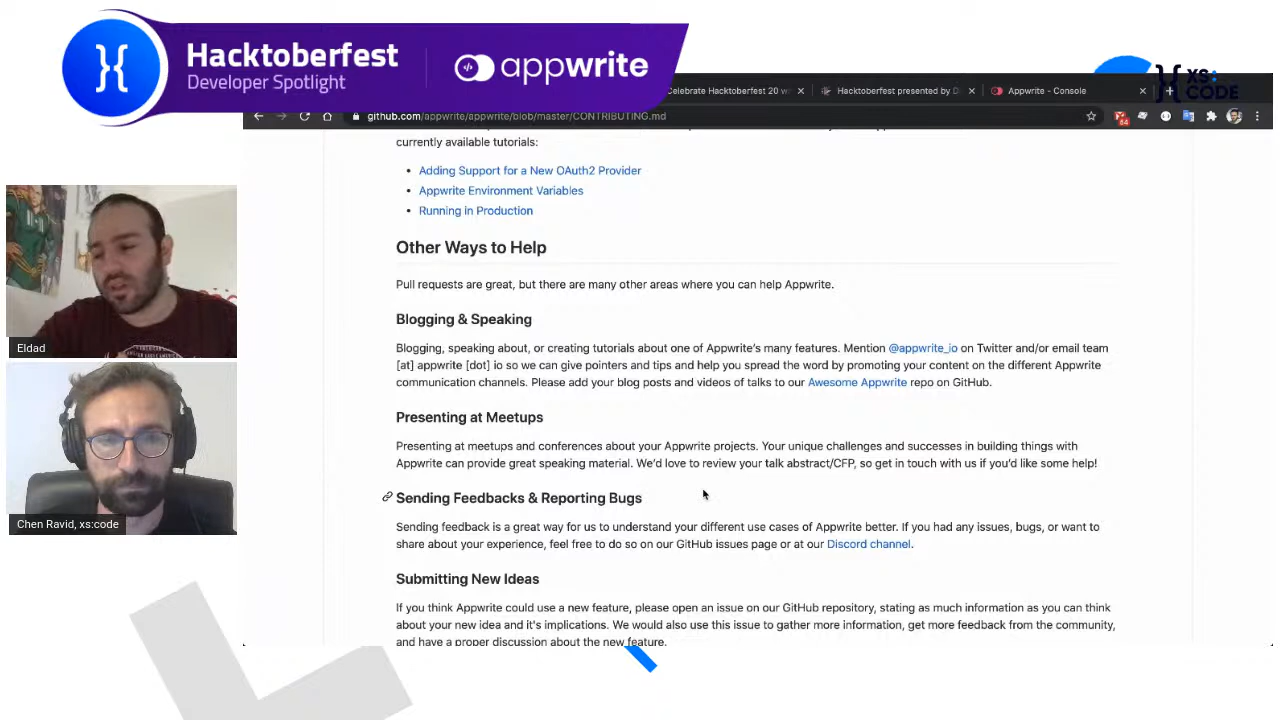 Hacktoberfest
Developer Spotlight
appwrite
Celebrate Hacktoberfest 20
Hacktoberfest presented by D
Appwrite - Console
XS:
CODE
github.com/appwrite/appwrite/blob/master/CONTRIBUTING.md
64
currently available tutorials:
• Adding Support for a New OAuth2 Provider
• Appwrite Environment Variables
• Running in Production
Other Ways to Help
Pull requests are great, but there are many other areas where you can help Appwrite.
Blogging & Speaking
Blogging, speaking about, or creating tutorials about one of Appwrite's many features. Mention @appwrite_io on Twitter and/or email team
[at] appwrite [dot] io so we can give pointers and tips and help you spread the word by promoting your content on the different Appwrite
communication channels. Please add your blog posts and videos of talks to our Awesome Appwrite repo on GitHub.
Presenting at Meetups
Presenting at meetups and conferences about your Appwrite projects. Your unique challenges and successes in building things with
Appwrite can provide great speaking material. We'd love to review your talk abstract/CFP, so get in touch with us if you'd like some help!
Sending Feedbacks & Reporting Bugs
Sending feedback is a great way for us to understand your different use cases of Appwrite better. If you had any issues, bugs, or want to
share about your experience, feel free to do so on our GitHub issues page or at our Discord channel.
Submitting New Ideas
If you think Appwrite could use a new feature, please open an issue on our GitHub repository, stating as much information as you can think
about your new idea and it's implications. We would also use this issue to gather more information, get more feedback from the community,
and have a proper discussion about the new feature.
Eldad
Chen Ravid, xs:code